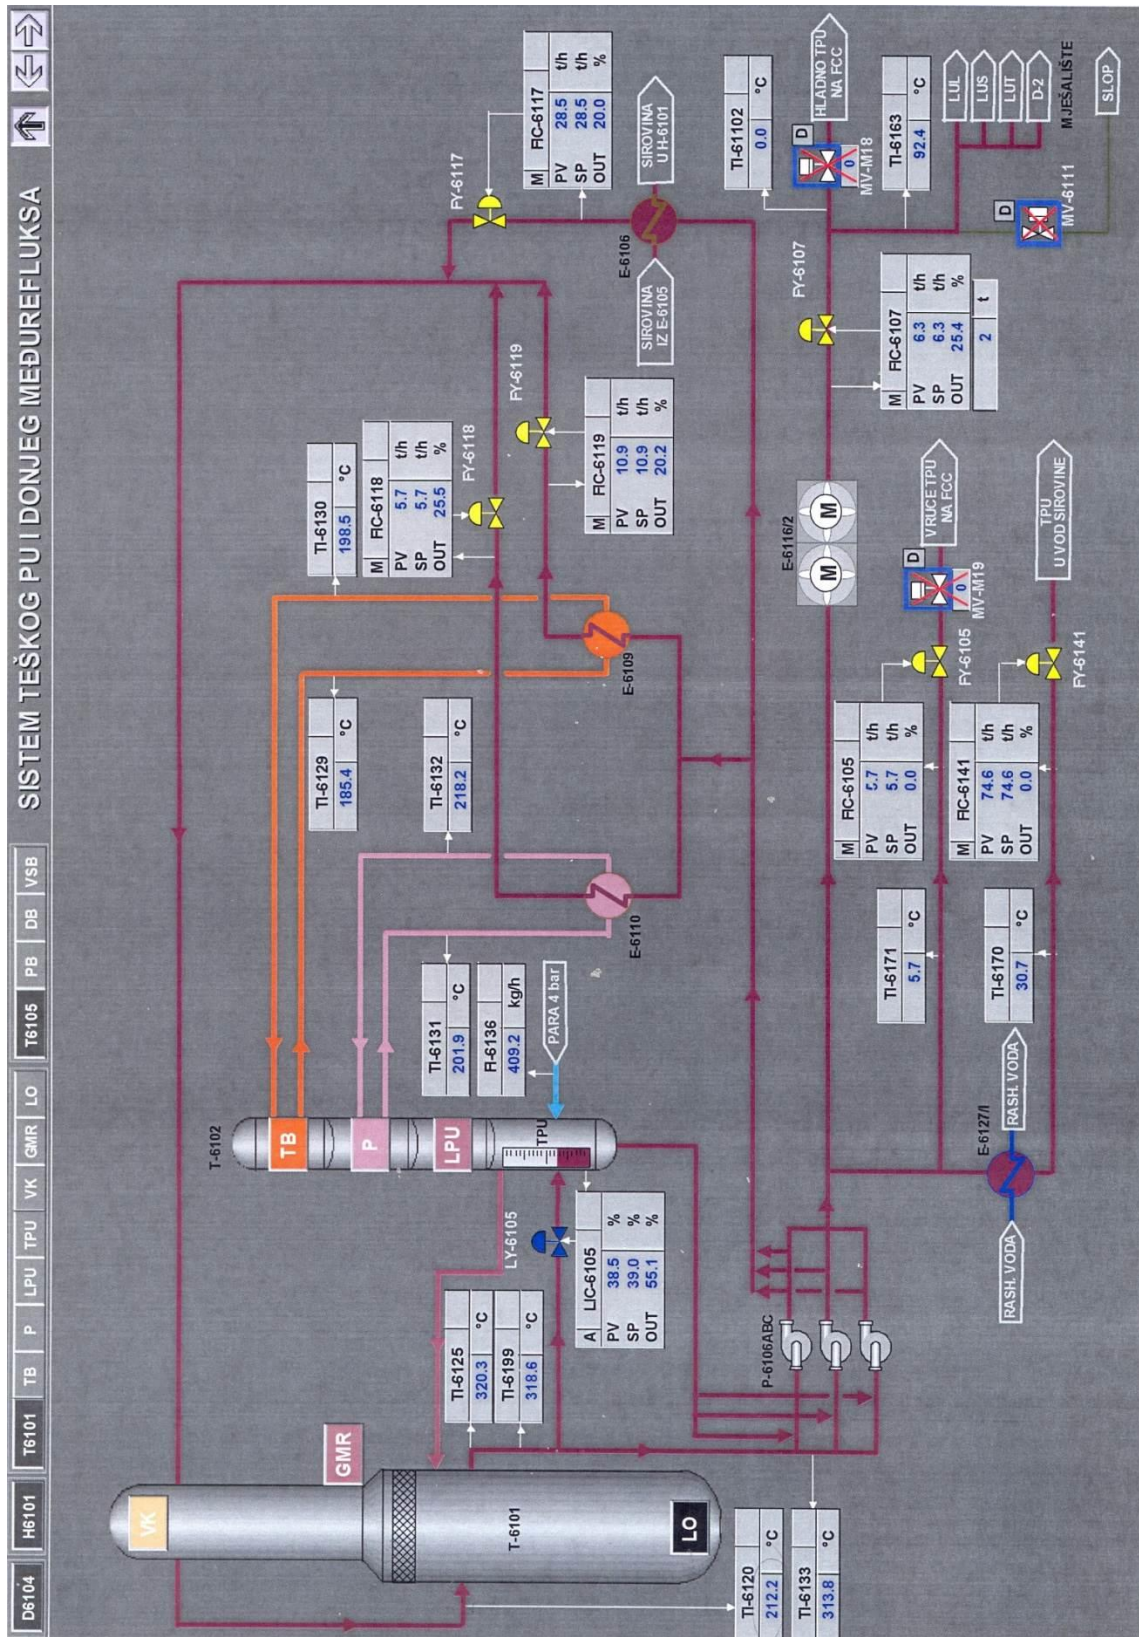 SISTEM TEŠKOG PU I DONJEG MEĐUREFLUKSA
D6104 H6101 T6101 TB P LPU TPU VK GMR LO T6105 PB DB VSB
VK
GMR
T-6101
LO
TI-6120
212.2 °C
TI-6133
313.8 °C
TI-6125
320.3 °C
TI-6199
318.6 °C
LY-6105
A LIC-6105
PV 38.5 %
SP 39.0 %
OUT 55.1 %
P-6106ABC
T-6102
TB
P
LPU
TPU
TI-6131
201.9 °C
FI-6136
409.2 kg/h
PARA 4 bar
TI-6129
185.4 °C
TI-6132
218.2 °C
E-6110
E-6109
TI-6130
198.5 °C
M FIC-6118
PV 5.7 t/h
SP 5.7 t/h
OUT 25.5 %
FY-6118
FY-6119
M FIC-6119
PV 10.9 t/h
SP 10.9 t/h
OUT 20.2 %
FY-6117
M FIC-6117
PV 28.5 t/h
SP 28.5 t/h
OUT 20.0 %
E-6106
SIROVINA
IZ E-6105
SIROVINA
U H-6101
TI-61102
0.0 °C
HLADNO TPU
NA FCC
D
0
MV-M18
TI-6163
92.4 °C
LUL
LUS
LUT
D-2
MJEŠALIŠTE
SLOP
D
MV-6111
FY-6107
M FIC-6107
PV 6.3 t/h
SP 6.3 t/h
OUT 25.4 %
2 t
E-6116/2
M M
VRUĆE TPU
NA FCC
D
0
MV-M19
FY-6105
M FIC-6105
PV 5.7 t/h
SP 5.7 t/h
OUT 0.0 %
TPU
U VOD SIROVINE
FY-6141
M FIC-6141
PV 74.6 t/h
SP 74.6 t/h
OUT 0.0 %
TI-6171
5.7 °C
TI-6170
30.7 °C
E-6127/I
RASH. VODA
RASH. VODA